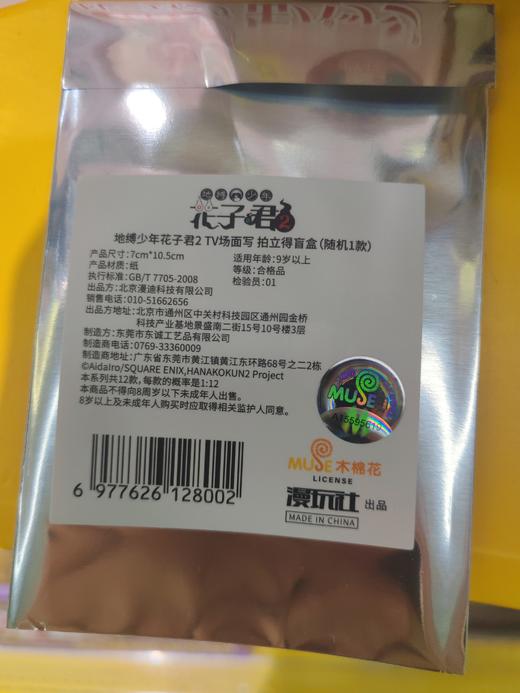 地缚少年
花子君2
地缚少年花子君2 TV场面写 拍立得盲盒(随机1款)
产品尺寸:7cm*10.5cm 适用年龄:9岁以上
产品材质:纸 等级:合格品
执行标准:GB/T 7705-2008 检验员:01
出品方:北京漫迪科技有限公司
销售电话:010-51662656
出品方地址:北京市通州区中关村科技园区通州园金桥
科技产业基地景盛南二街15号10号楼3层
制造方:东莞市东诚工艺品有限公司
制造商电话:0769-33360009
制造商地址:广东省东莞市黄江镇黄江东环路68号之二2栋
©AidaIro/SQUARE ENIX,HANAKOKUN2 Project
本系列共12款,每款的概率是1:12
本商品不得向8周岁以下未成年人出售。
8岁以上及未成年人购买时应取得相关监护人同意。
MUSE
A1559561
6 977626 128002
MUSE木棉花
LICENSE
漫玩社 出品
MADE IN CHINA